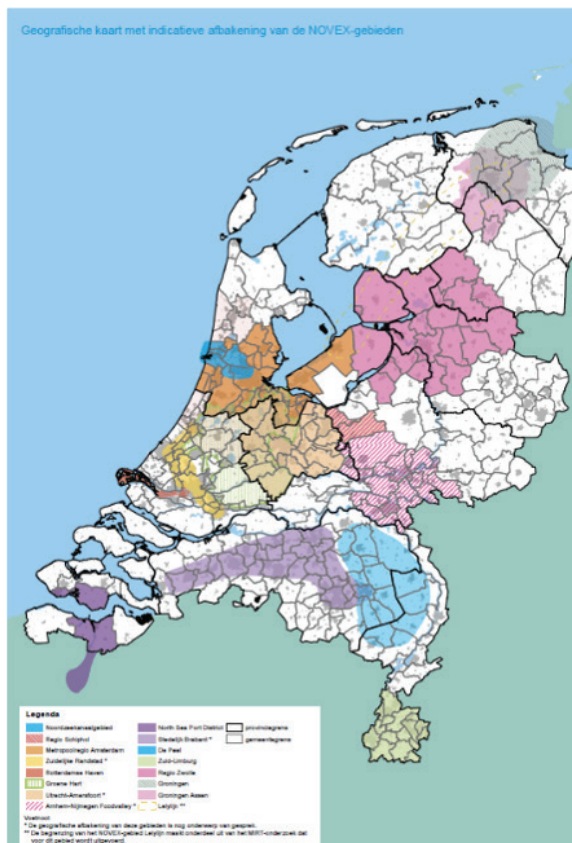 Geografische kaart met indicatieve afbakening van de NOVEX-gebieden
Legenda
Noordzeekanaalgebied
Regio Schiphol
Metropoolregio Amsterdam
Zuidelijke Randstad *
Rotterdamse Haven
Groene Hart
Utrecht-Amersfoort *
Arnhem-Nijmegen Foodvalley *
North Sea Port District
Stedelijk Brabant *
De Peel
Zuid-Limburg
Regio Zwolle
Groningen
Groningen Assen
Lelylijn **
provinciegrens
gemeentegrens
Voetnoot
* De geografische afbakening van deze gebieden is nog onderwerp van gesprek.
** De begrenzing van het NOVEX-gebied Lelylijn maakt onderdeel uit van het MIRT-onderzoek dat
voor dit gebied wordt uitgevoerd.